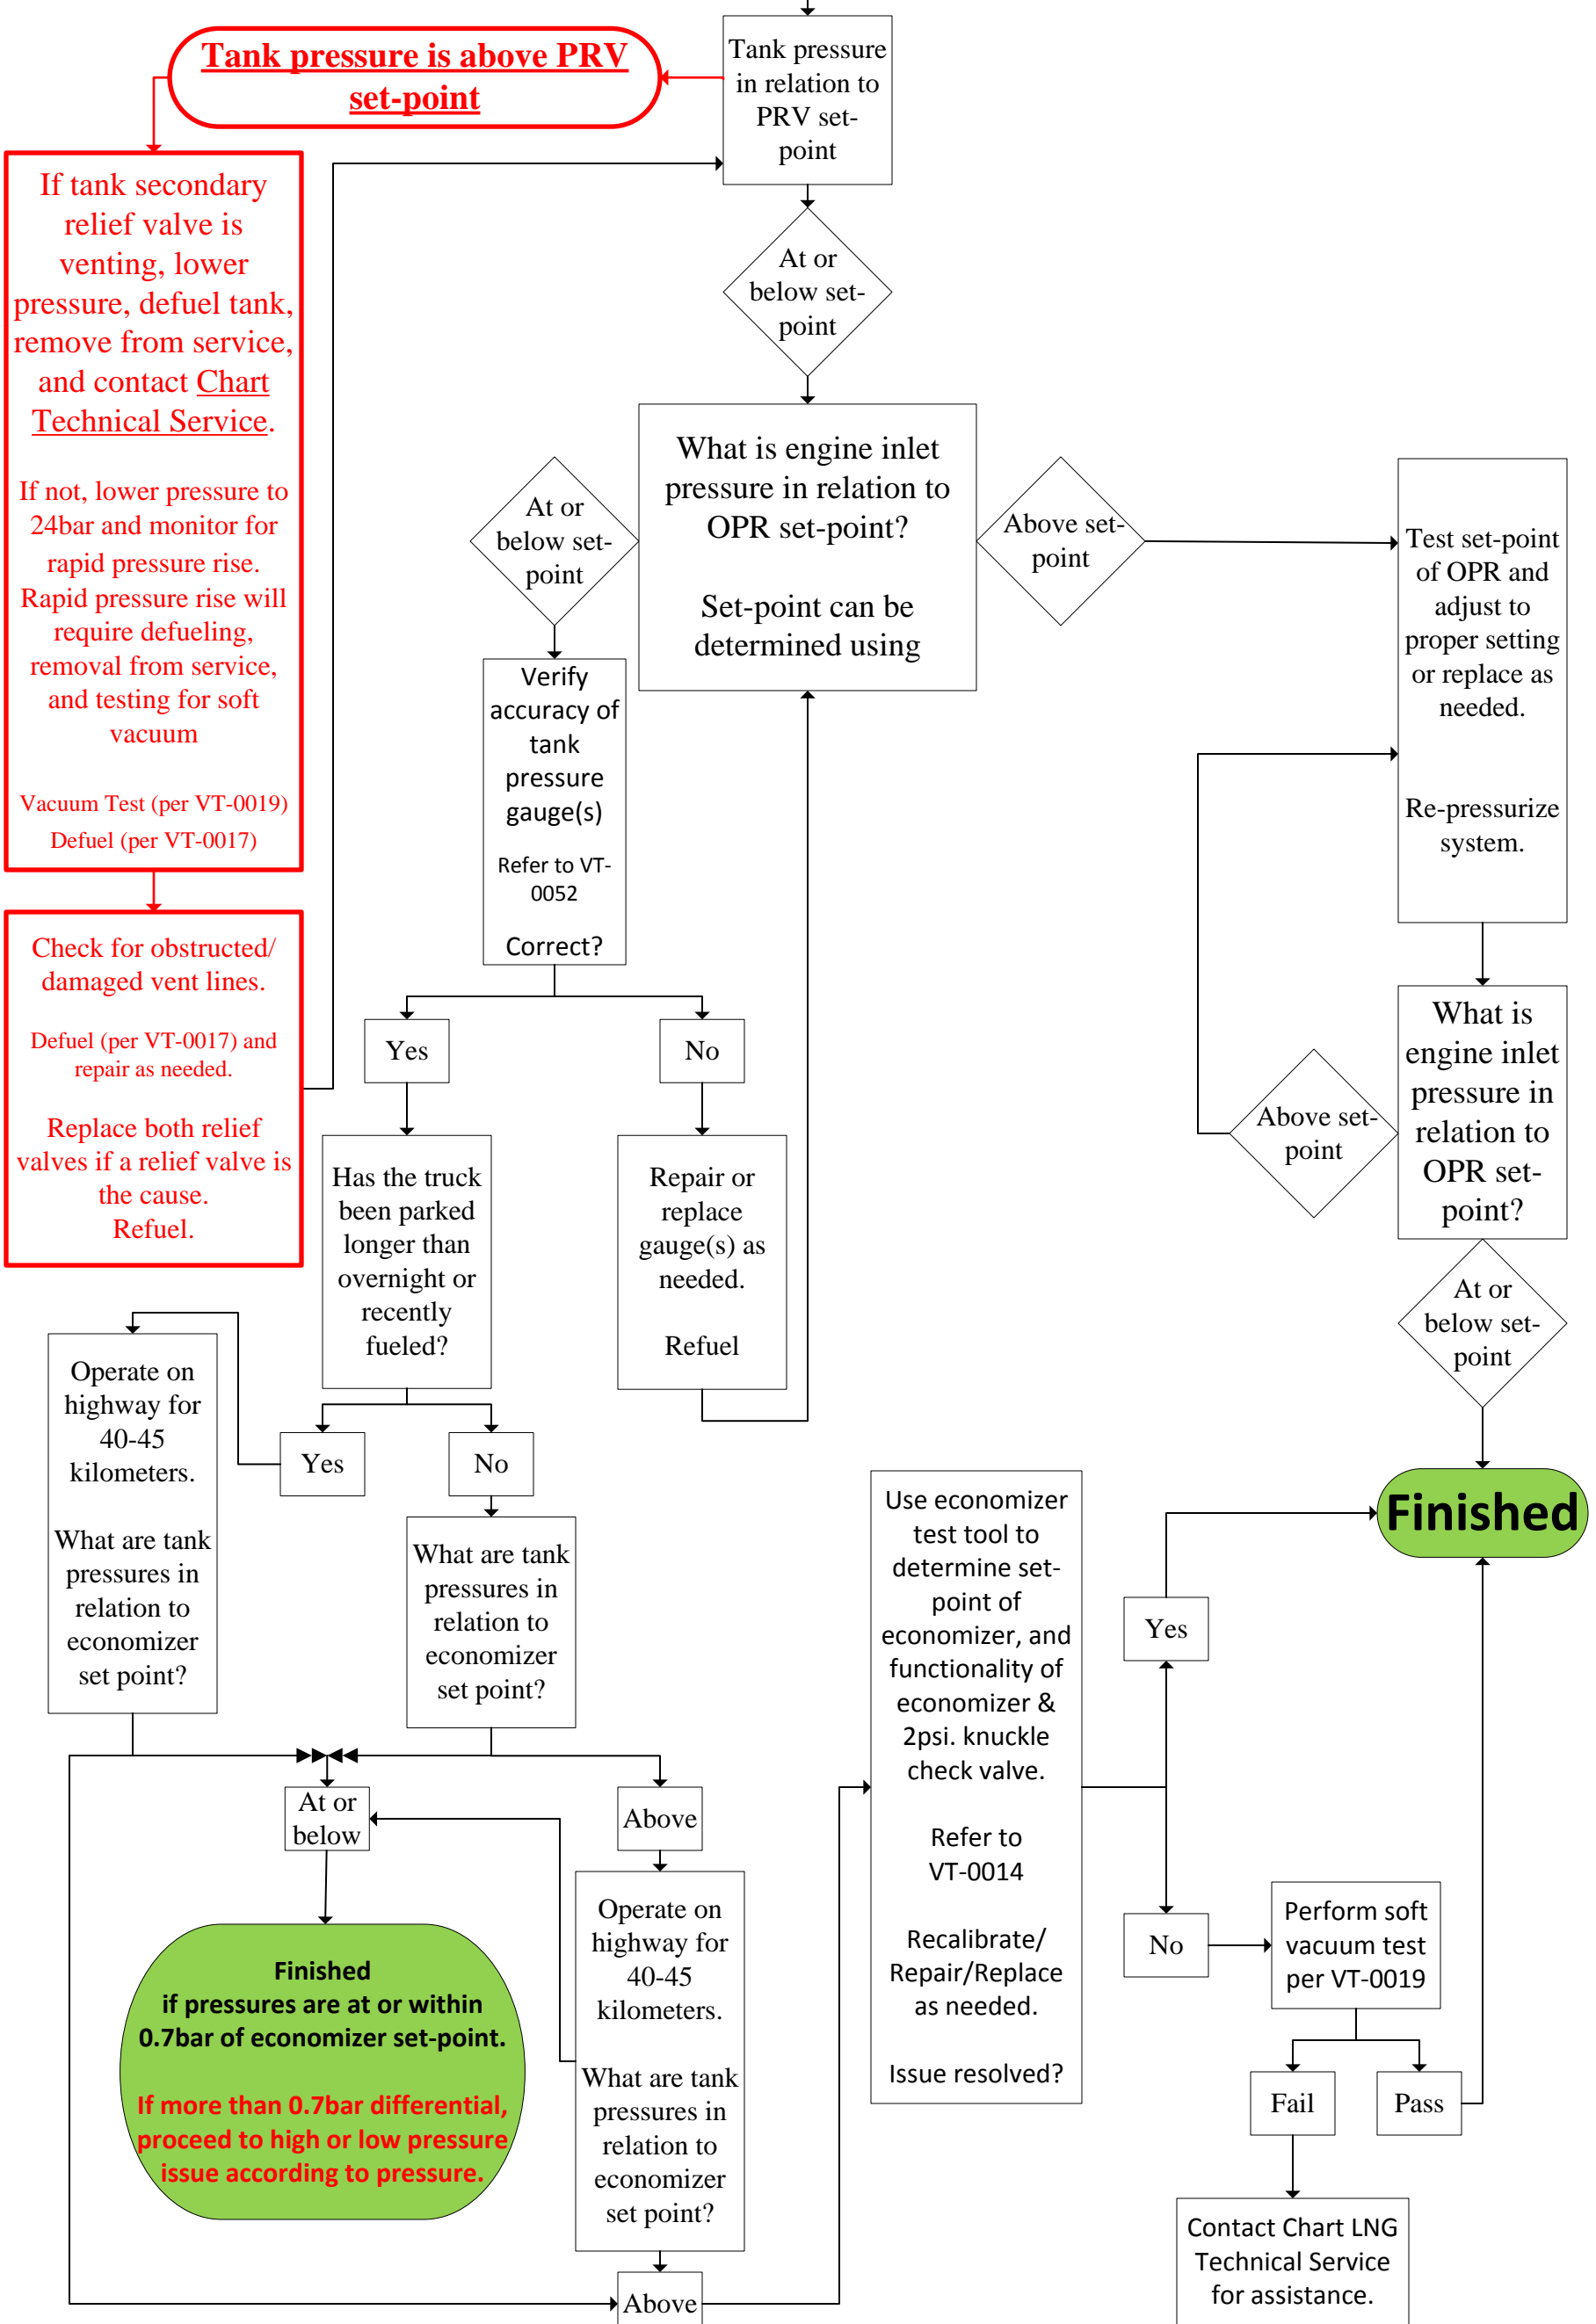 Tank pressure is above PRV
set-point
Tank pressure
in relation to
PRV set-
point
If tank secondary
relief valve is
venting, lower
pressure, defuel tank,
remove from service,
and contact Chart
Technical Service.
If not, lower pressure to
24bar and monitor for
rapid pressure rise.
Rapid pressure rise will
require defueling,
removal from service,
and testing for soft
vacuum
Vacuum Test (per VT-0019)
Defuel (per VT-0017)
At or
below set-
point
What is engine inlet
pressure in relation to
OPR set-point?
Set-point can be
determined using
At or
below set-
point
Above set-
point
Test set-point
of OPR and
adjust to
proper setting
or replace as
needed.
Re-pressurize
system.
Verify
accuracy of
tank
pressure
gauge(s)
Refer to VT-
0052
Correct?
Check for obstructed/
damaged vent lines.
Defuel (per VT-0017) and
repair as needed.
Replace both relief
valves if a relief valve is
the cause.
Refuel.
Yes
No
What is
engine inlet
pressure in
relation to
OPR set-
point?
Above set-
point
Has the truck
been parked
longer than
overnight or
recently
fueled?
Repair or
replace
gauge(s) as
needed.
Refuel
At or
below set-
point
Operate on
highway for
40-45
kilometers.
What are tank
pressures in
relation to
economizer
set point?
Yes
No
What are tank
pressures in
relation to
economizer
set point?
Use economizer
test tool to
determine set-
point of
economizer, and
functionality of
economizer &
2psi. knuckle
check valve.
Refer to
VT-0014
Recalibrate/
Repair/Replace
as needed.
Issue resolved?
Finished
Yes
At or
below
Above
Operate on
highway for
40-45
kilometers.
What are tank
pressures in
relation to
economizer
set point?
No
Perform soft
vacuum test
per VT-0019
Finished
if pressures are at or within
0.7bar of economizer set-point.
If more than 0.7bar differential,
proceed to high or low pressure
issue according to pressure.
Fail
Pass
Above
Contact Chart LNG
Technical Service
for assistance.